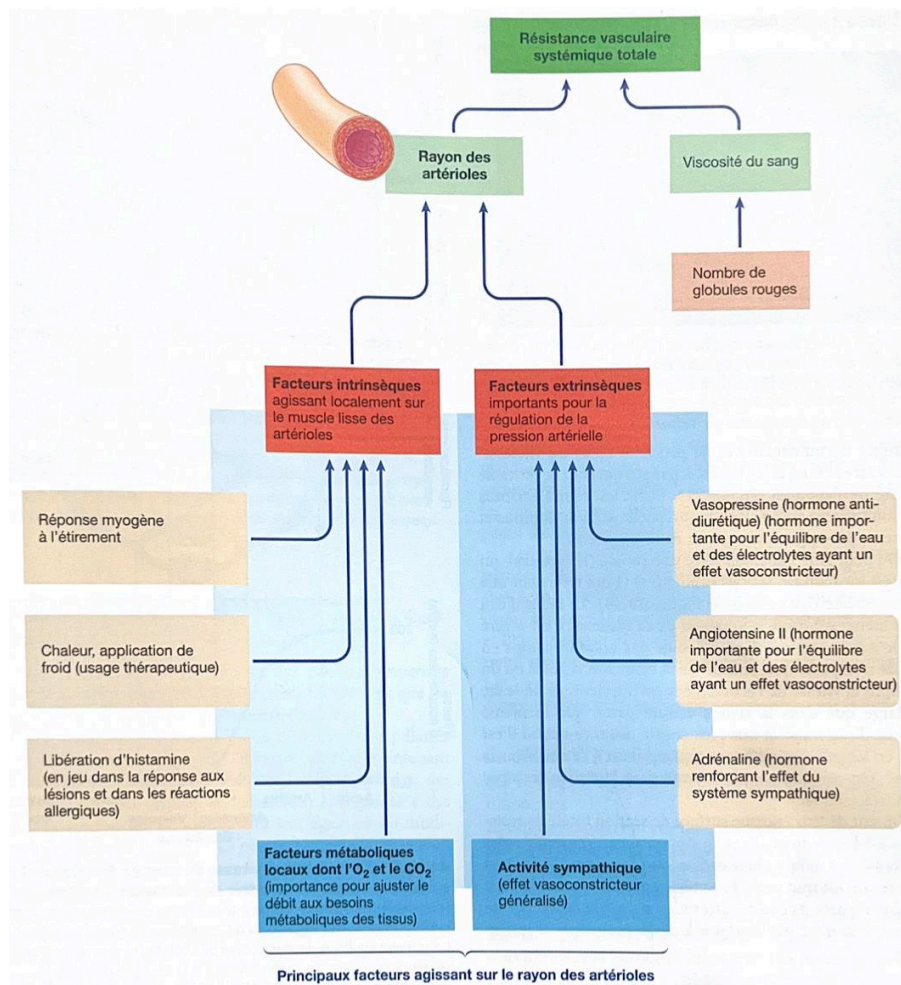 Résistance vasculaire
systémique totale
Rayon des
artérioles
Viscosité du sang
Nombre de
globules rouges
Facteurs intrinsèques
agissant localement sur
le muscle lisse des
artérioles
Facteurs extrinsèques
importants pour la
régulation de la
pression artérielle
Réponse myogène
à l'étirement
Chaleur, application de
froid (usage thérapeutique)
Libération d'histamine
(en jeu dans la réponse aux
lésions et dans les réactions
allergiques)
Vasopressine (hormone anti-
diurétique) (hormone impor-
tante pour l'équilibre de l'eau
et des électrolytes ayant un
effet vasoconstricteur)
Angiotensine II (hormone
importante pour l'équilibre
de l'eau et des électrolytes
ayant un effet vasoconstricteur)
Adrénaline (hormone
renforçant l'effet du
système sympathique)
Facteurs métaboliques
locaux dont l'O₂ et le CO₂
(importance pour ajuster le
débit aux besoins
métaboliques des tissus)
Activité sympathique
(effet vasoconstricteur
généralisé)
Principaux facteurs agissant sur le rayon des artérioles